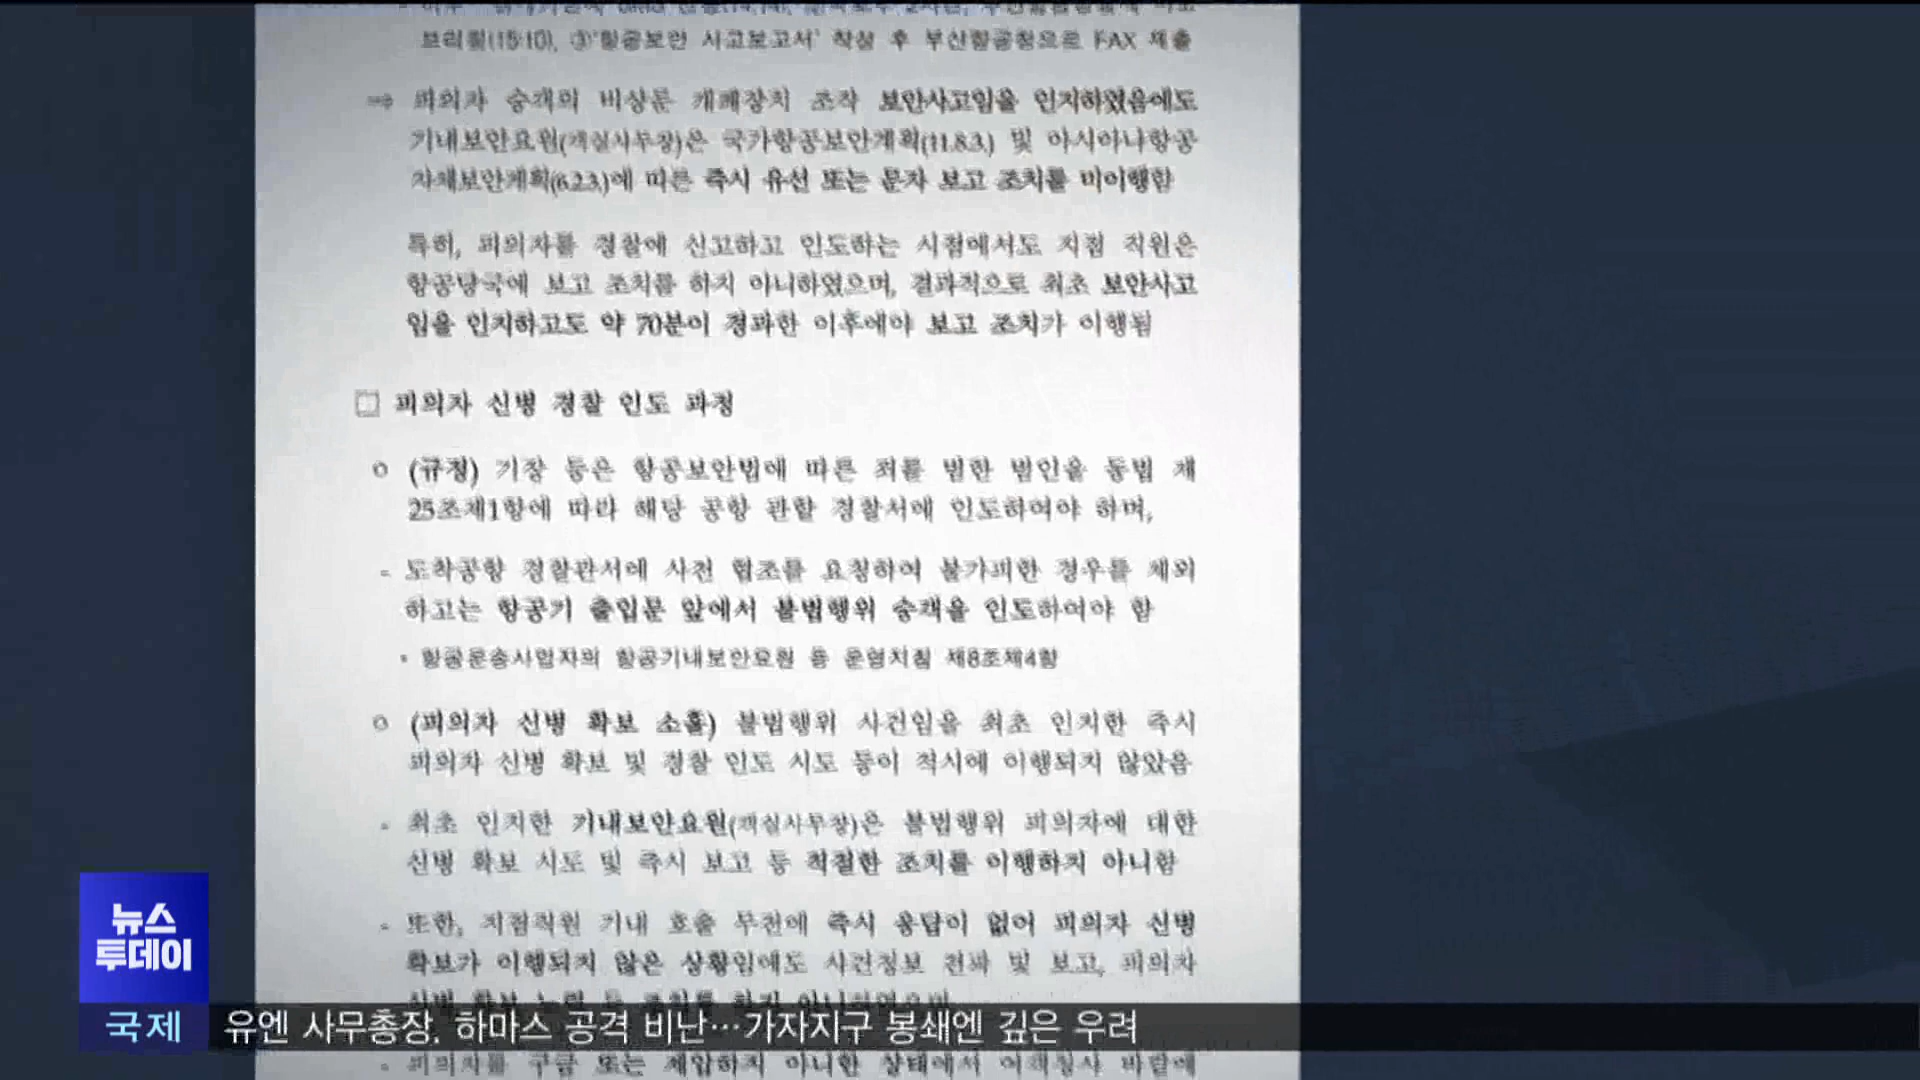 브리핑(15:10), ③'항공보안 사고보고서' 작성 후 부산항공청으로 FAX 제출
⇒ 피의자 승객의 비상문 개폐장치 조작 보안사고임을 인지하였음에도
기내보안요원(객실사무장)은 국가항공보안계획(11.8.3.) 및 아시아나항공
자체보안계획(6.2.3.)에 따른 즉시 유선 또는 문자 보고 조치를 미이행함
특히, 피의자를 경찰에 신고하고 인도하는 시점에서도 지점 직원은
항공당국에 보고 조치를 하지 아니하였으며, 결과적으로 최초 보안사고
임을 인지하고도 약 70분이 경과한 이후에야 보고 조치가 이행됨
□ 피의자 신병 경찰 인도 과정
ㅇ (규정) 기장 등은 항공보안법에 따른 죄를 범한 범인을 동법 제
25조제1항에 따라 해당 공항 관할 경찰서에 인도하여야 하며,
- 도착공항 경찰관서에 사전 협조를 요청하여 불가피한 경우를 제외
하고는 항공기 출입문 앞에서 불법행위 승객을 인도하여야 함
* 항공운송사업자의 항공기내보안요원 등 운영지침 제8조제4항
ㅇ (피의자 신병 확보 소홀) 불법행위 사건임을 최초 인지한 즉시
피의자 신병 확보 및 경찰 인도 시도 등이 적시에 이행되지 않았음
- 최초 인지한 기내보안요원(객실사무장)은 불법행위 피의자에 대한
신병 확보 시도 및 즉시 보고 등 적절한 조치를 이행하지 아니함
- 또한, 지점직원 기내 호출 무전에 즉시 응답이 없어 피의자 신병
확보가 이행되지 않은 상황임에도 사건정보 전파 및 보고, 피의자
신병 확보 노력 등 조치를 하지 아니하였으며
뉴스
투데이
국제 유엔 사무총장, 하마스 공격 비난…가자지구 봉쇄엔 깊은 우려
- 피의자를 구금 또는 제압하지 아니한 상태에서 여객청사 바깥에